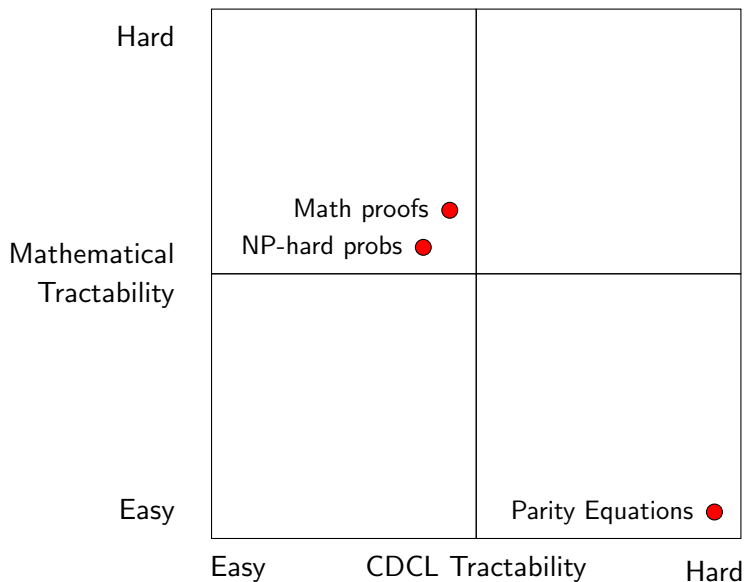 Hard
Math proofs
NP-hard probs
Mathematical
Tractability
Parity Equations
Easy
Easy
CDCL Tractability
Hard